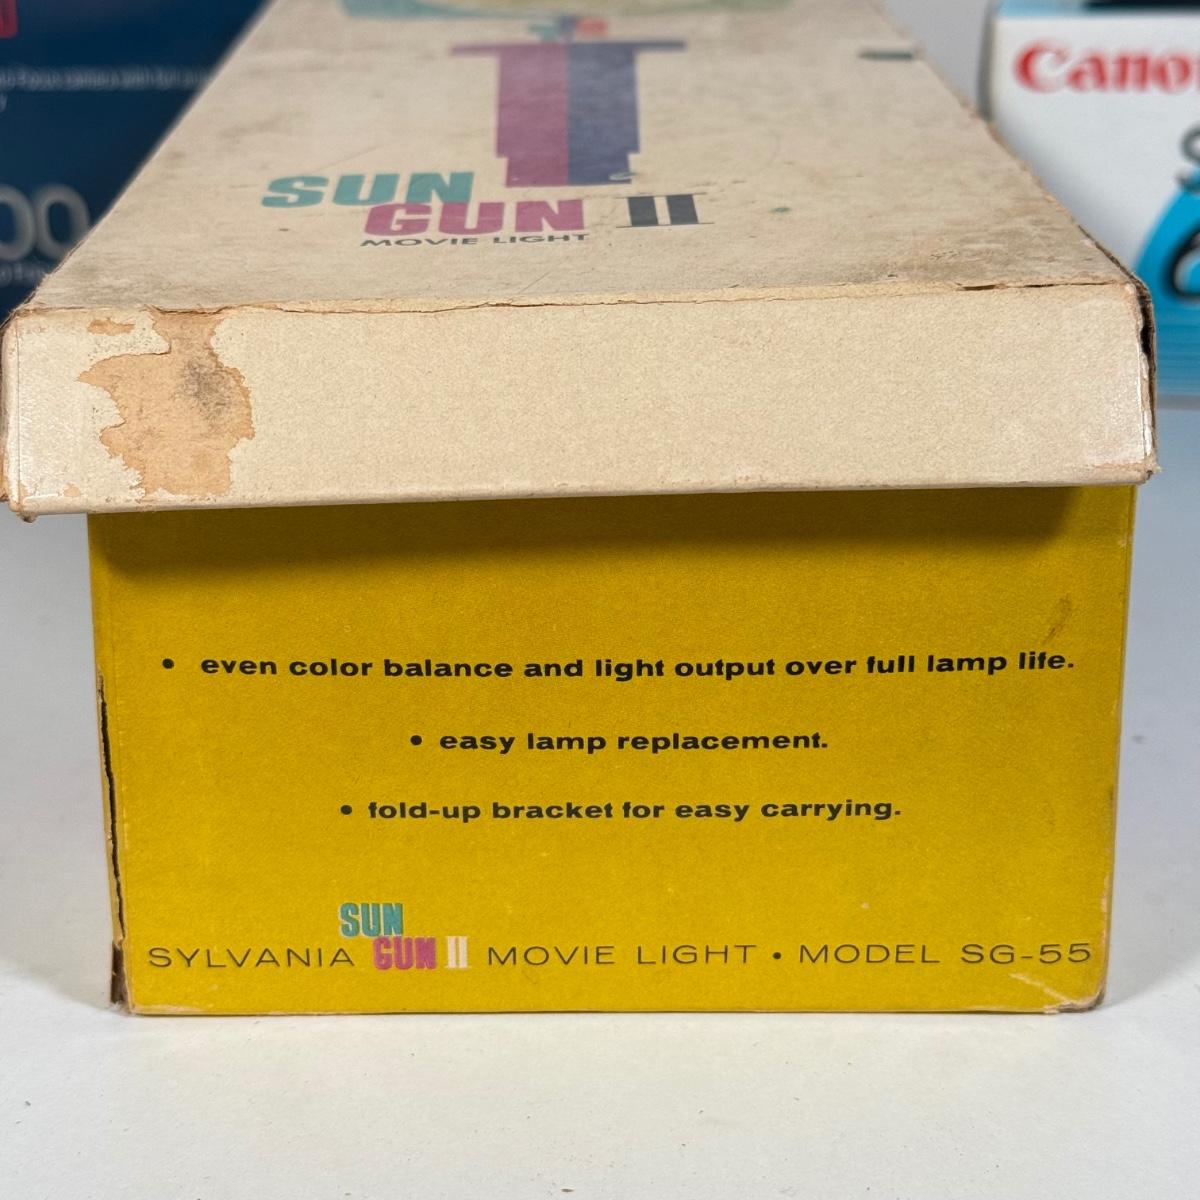 Canon
00
SUN
GUN II
MOVIE LIGHT
• even color balance and light output over full lamp life.
• easy lamp replacement.
• fold-up bracket for easy carrying.
SUN
SYLVANIA GUN II MOVIE LIGHT • MODEL SG-55